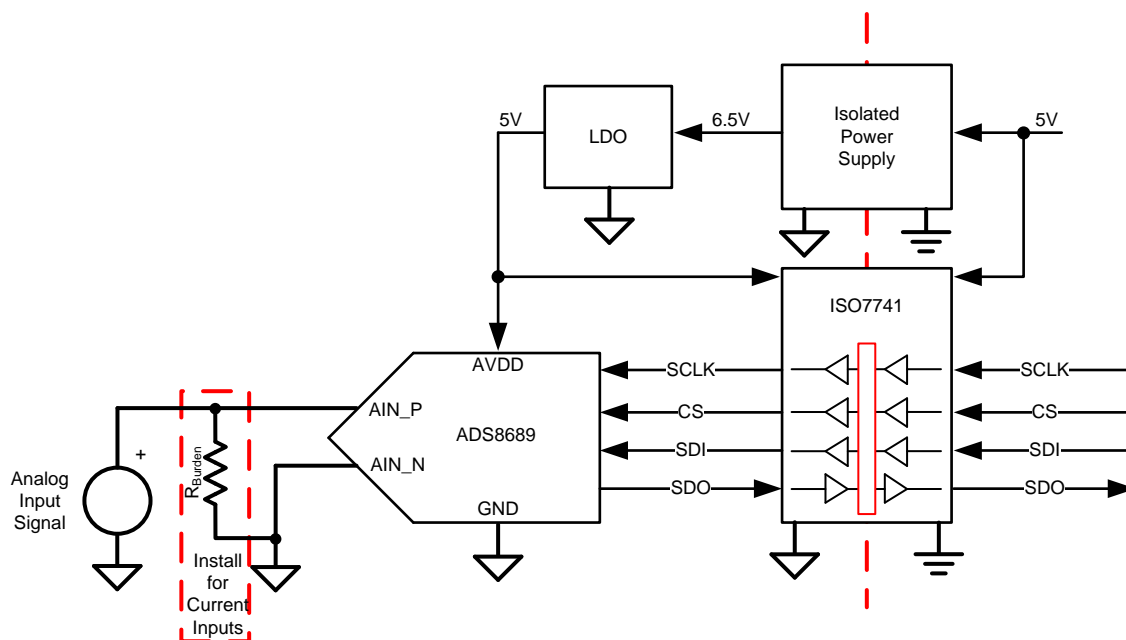 5V
LDO
6.5V
Isolated
Power
Supply
5V
ISO7741
AVDD
SCLK
SCLK
AIN_P
CS
CS
ADS8689
+
SDI
SDI
AIN_N
RBurden
Analog
Input
Signal
SDO
SDO
GND
Install
for
Current
Inputs